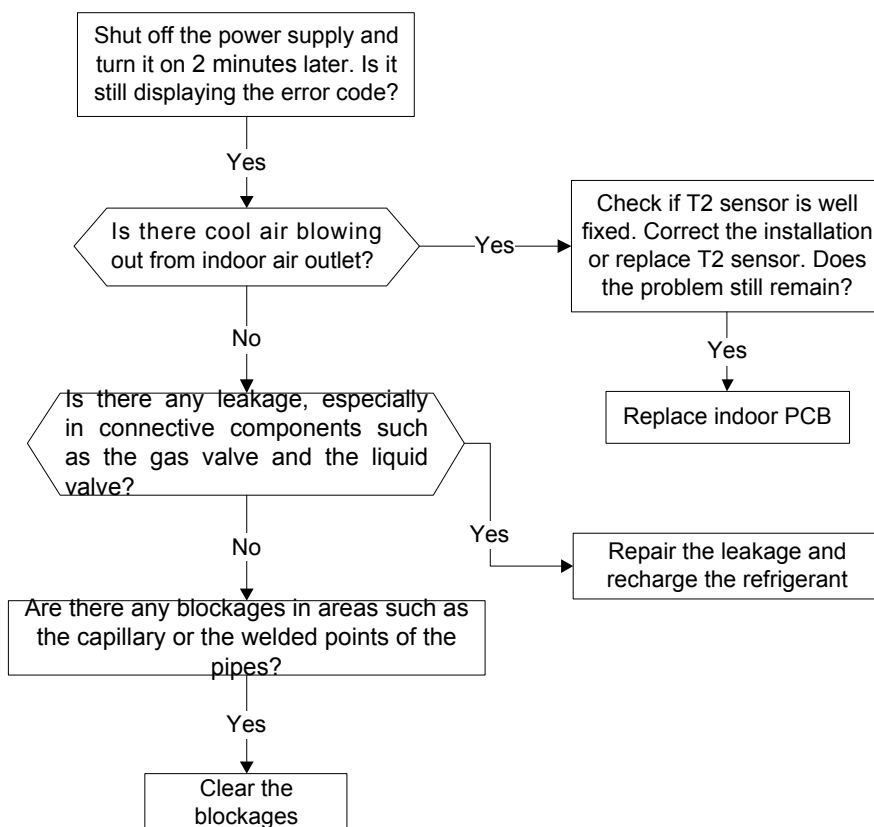 Shut off the power supply and
turn it on 2 minutes later. Is it
still displaying the error code?
Yes
Is there cool air blowing
out from indoor air outlet?
Yes
Check if T2 sensor is well
fixed. Correct the installation
or replace T2 sensor. Does
the problem still remain?
Yes
Replace indoor PCB
No
Is there any leakage, especially
in connective components such
as the gas valve and the liquid
valve?
Yes
Repair the leakage and
recharge the refrigerant
No
Are there any blockages in areas such as
the capillary or the welded points of the
pipes?
Yes
Clear the
blockages